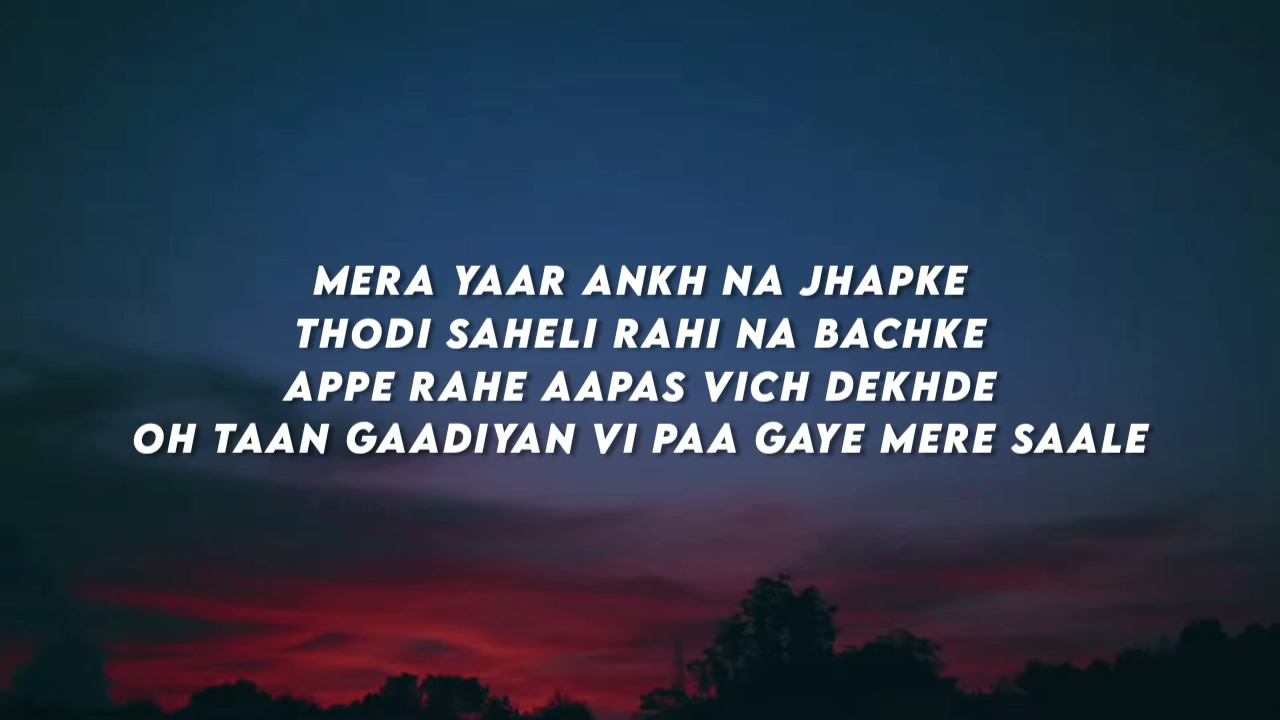 MERA YAAR ANKH NA JHAPKE
THODI SAHELI RAHI NA BACHKE
APPE RAHE AAPAS VICH DEKHDE
OH TAAN GAADIYAN VI PAA GAYE MERE SAALE